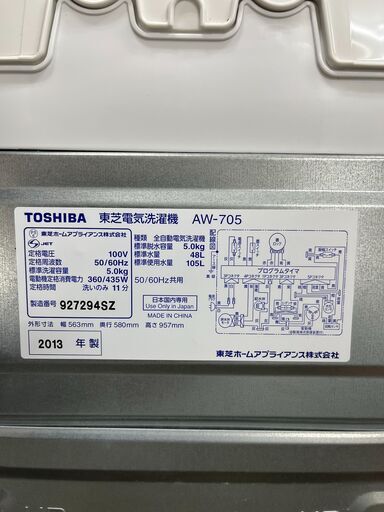 TOSHIBA 東芝電気洗濯機 AW-705
東芝ホームアプライアンス株式会社
JET
定格電圧 100V
定格周波数 50/60Hz
標準洗濯容量 5.0kg
電動機定格消費電力 360/435W
定格時間 洗いのみ 11分
製造番号 927294SZ
種類 全自動電気洗濯機
標準脱水容量 5.0kg
標準水量 48L
標準使用水量 105L
50/60Hz共用
日本国内専用
Use Only in Japan
MADE IN CHINA
外形寸法 幅 563mm 奥行 580mm 高さ 957mm
2013 年製
配線図
プログラムタイマ
東芝ホームアプライアンス株式会社